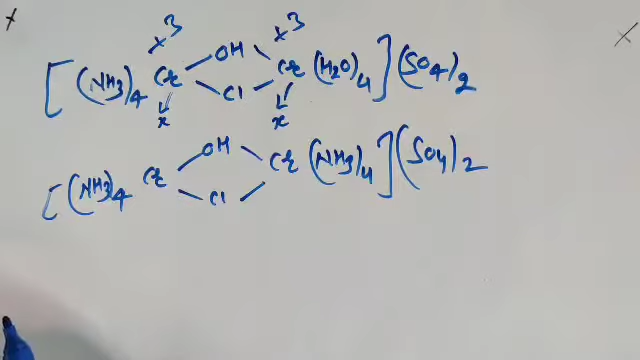 x3 x3
[(NH3)4 Cr OH Cl Cr (H2O)4](SO4)2
x x
[(NH3)4 Cr OH Cl Cr (NH3)4](SO4)2